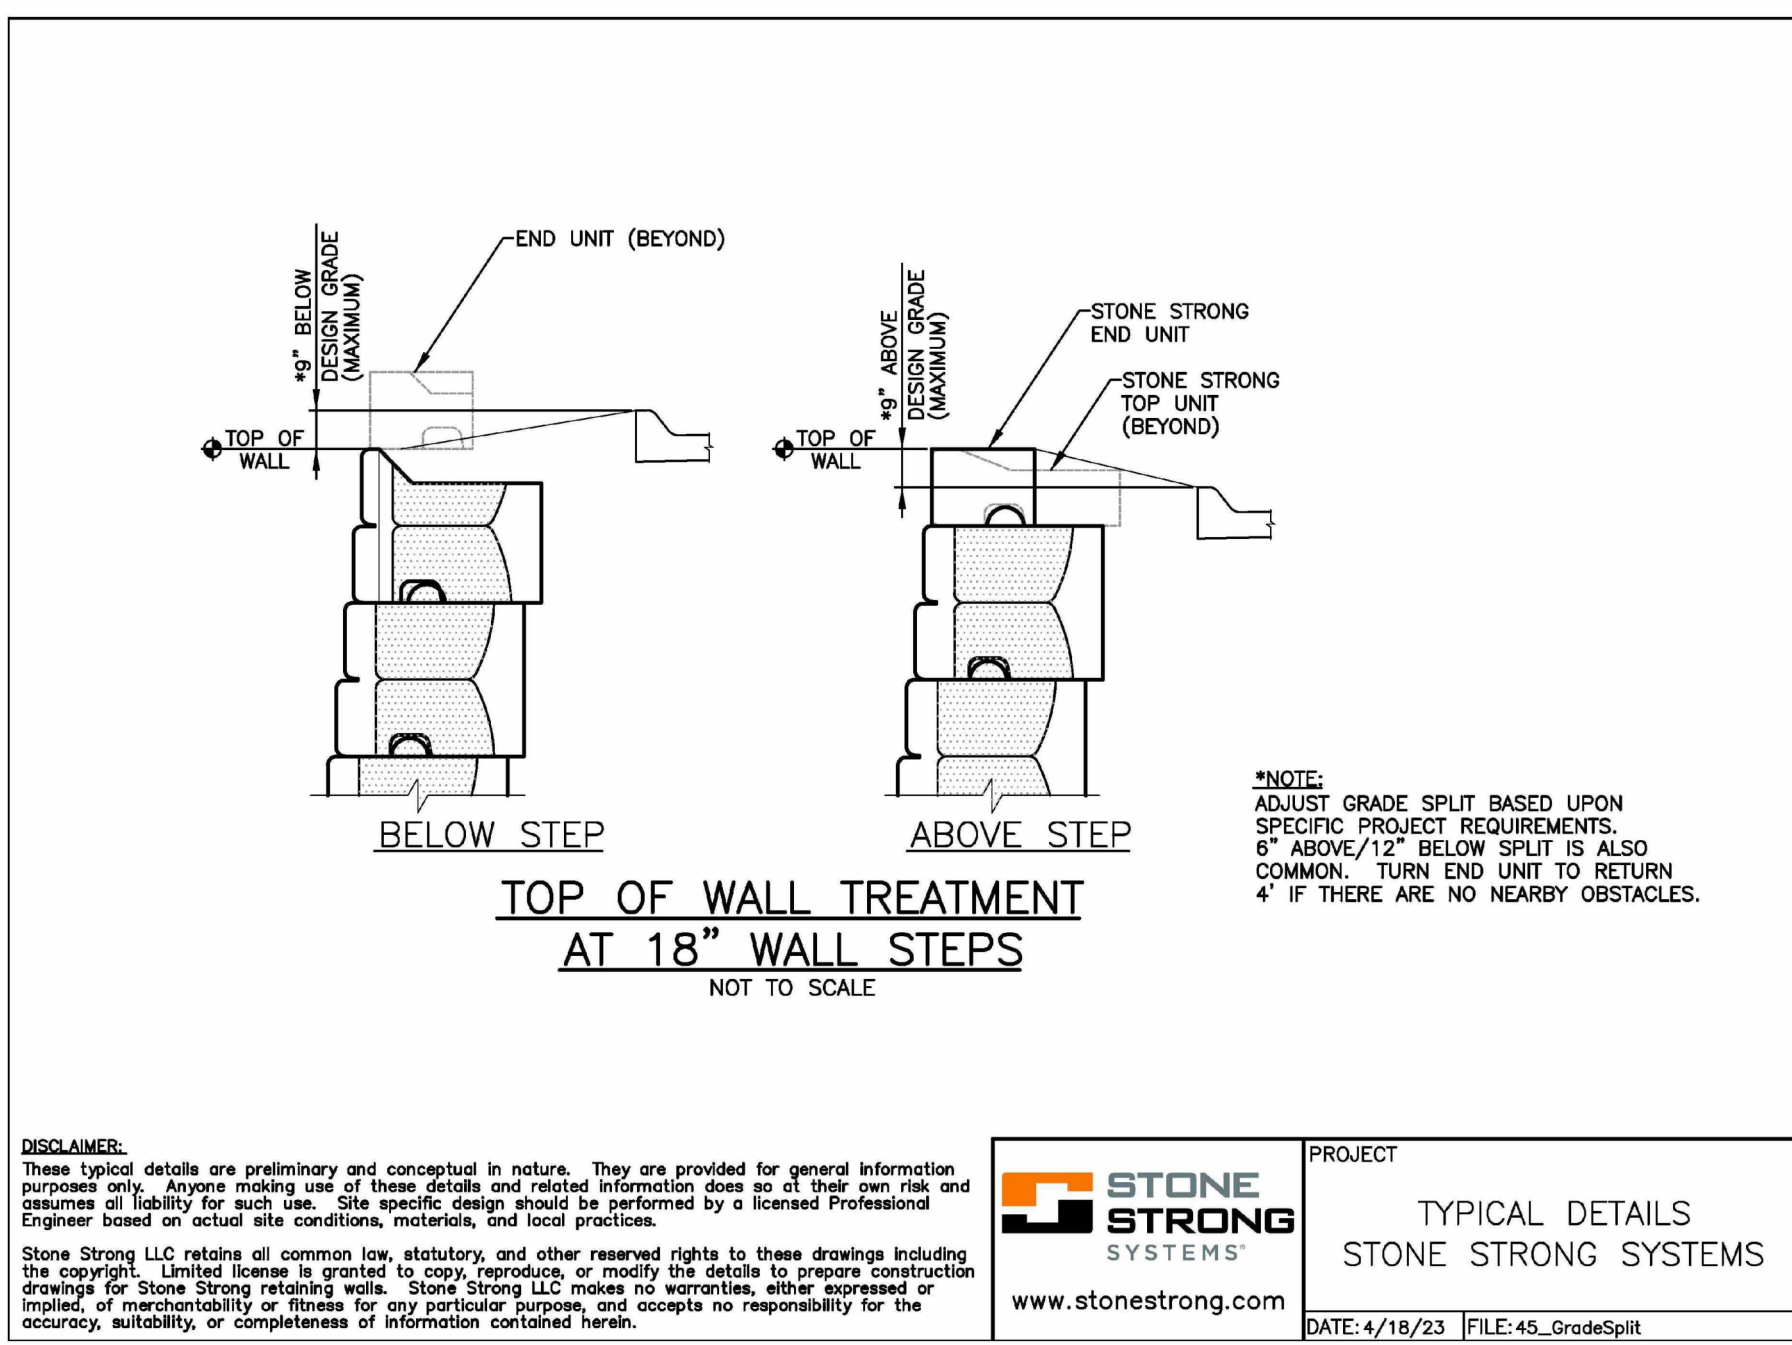 *9" BELOW
DESIGN GRADE
(MAXIMUM)
END UNIT (BEYOND)
TOP OF
WALL
BELOW STEP
*9" ABOVE
DESIGN GRADE
(MAXIMUM)
STONE STRONG
END UNIT
STONE STRONG
TOP UNIT
(BEYOND)
TOP OF
WALL
ABOVE STEP
TOP OF WALL TREATMENT
AT 18" WALL STEPS
NOT TO SCALE
*NOTE:
ADJUST GRADE SPLIT BASED UPON
SPECIFIC PROJECT REQUIREMENTS.
6" ABOVE/12" BELOW SPLIT IS ALSO
COMMON. TURN END UNIT TO RETURN
4' IF THERE ARE NO NEARBY OBSTACLES.
DISCLAIMER:
These typical details are preliminary and conceptual in nature. They are provided for general information
purposes only. Anyone making use of these details and related information does so at their own risk and
assumes all liability for such use. Site specific design should be performed by a licensed Professional
Engineer based on actual site conditions, materials, and local practices.
Stone Strong LLC retains all common law, statutory, and other reserved rights to these drawings including
the copyright. Limited license is granted to copy, reproduce, or modify the details to prepare construction
drawings for Stone Strong retaining walls. Stone Strong LLC makes no warranties, either expressed or
implied, of merchantability or fitness for any particular purpose, and accepts no responsibility for the
accuracy, suitability, or completeness of information contained herein.
STONE
STRONG
SYSTEMS®
www.stonestrong.com
PROJECT
TYPICAL DETAILS
STONE STRONG SYSTEMS
DATE: 4/18/23
FILE: 45_GradeSplit